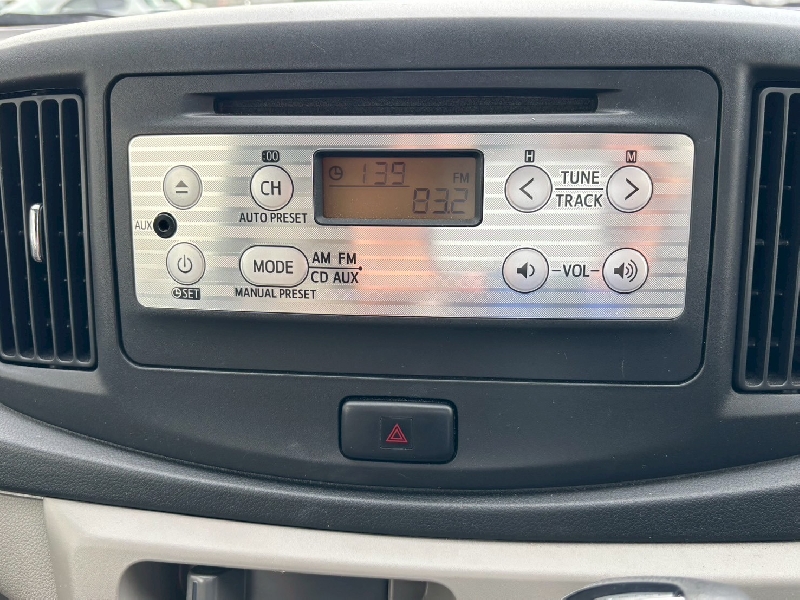 :00
CH
AUTO PRESET
AUX
SET
MODE
AM FM
CD AUX
MANUAL PRESET
1 39
FM
83.2
H
M
TUNE
TRACK
VOL